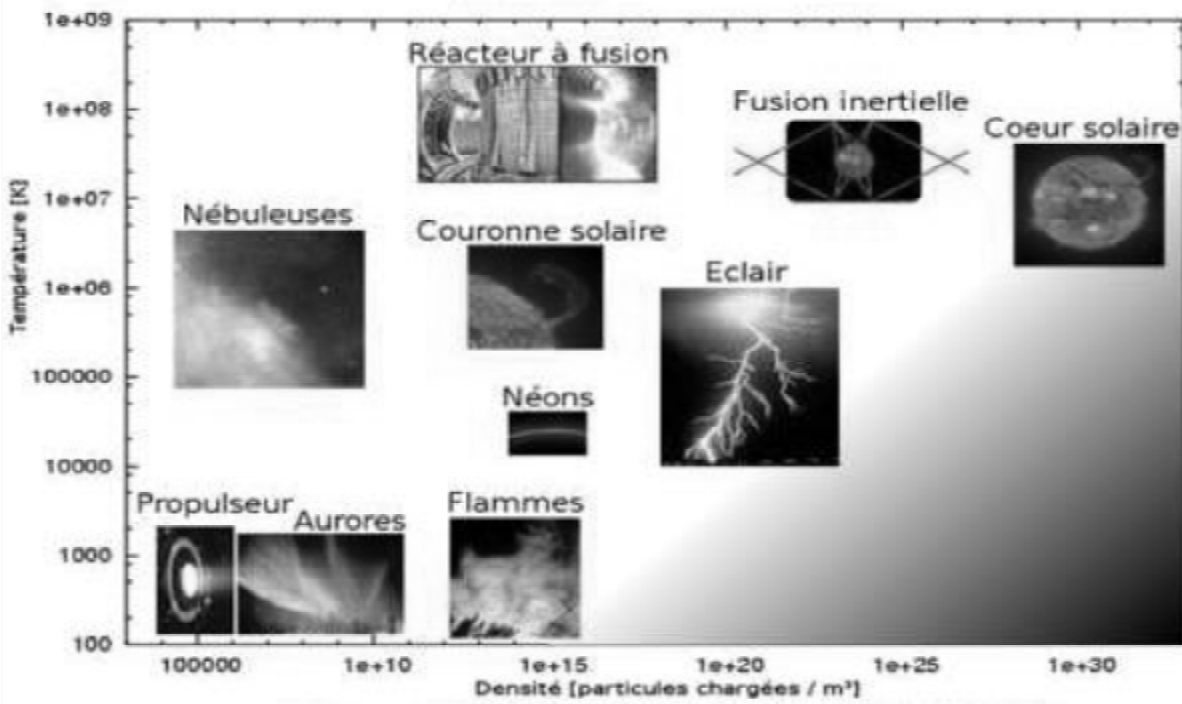 1e+09
Réacteur à fusion
1e+08
Fusion inertielle
Coeur solaire
1e+07
Nébuleuses
Couronne solaire
Eclair
1e+06
Température [K]
100000
Néons
10000
Propulseur
Aurores
Flammes
1000
100
100000 1e+10 1e+15 1e+20 1e+25 1e+30
Densité [particules chargées / m³]